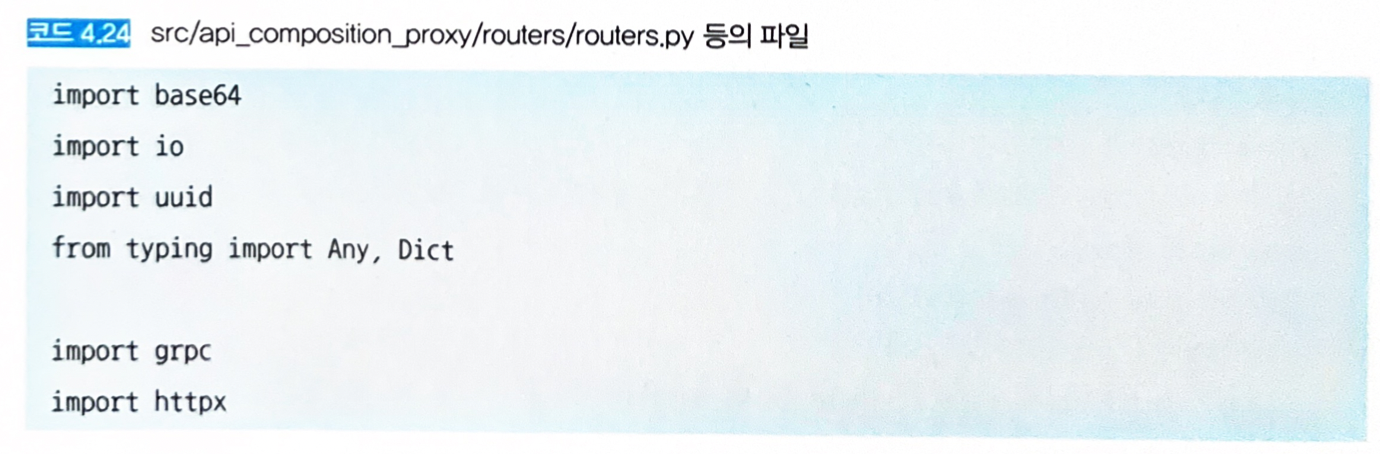 코드 4.24 src/api_composition_proxy/routers/routers.py 등의 파일
import base64
import io
import uuid
from typing import Any, Dict
import grpc
import httpx